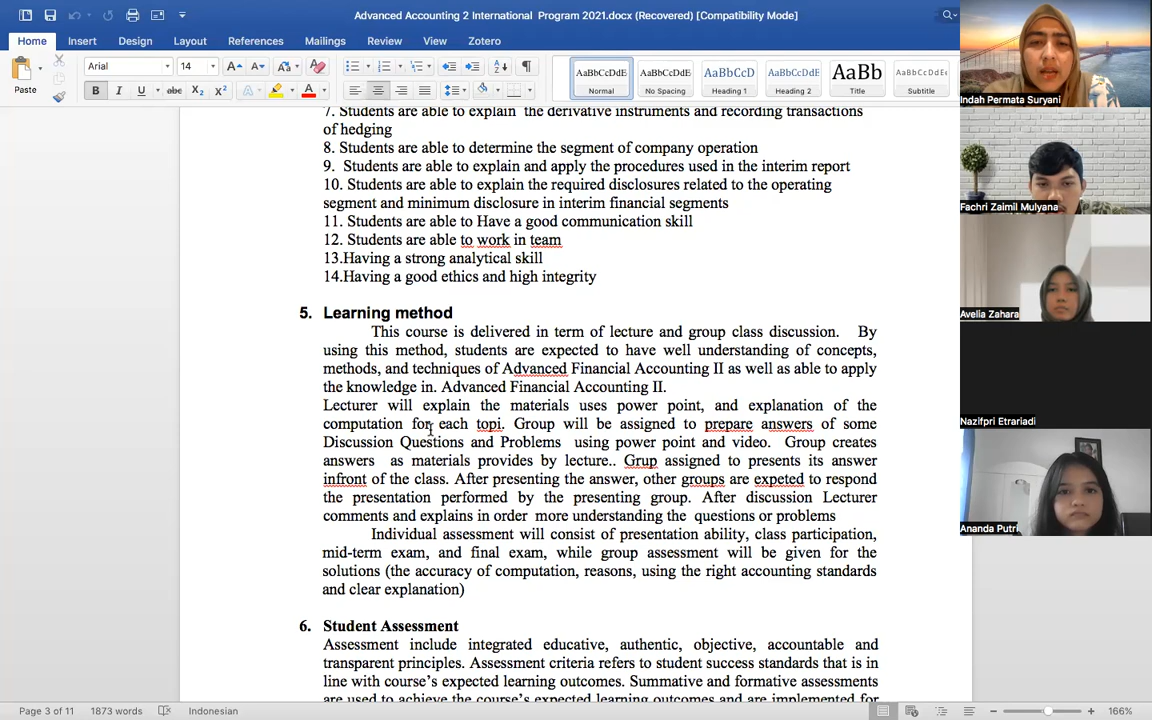 Advanced Accounting 2 International Program 2021.docx (Recovered) [Compatibility Mode]
Home Insert Design Layout References Mailings Review View Zotero
Paste
Arial 14
B I U abc X2 X2 A A
AaBbCcDdE AaBbCcDdE AaBbCcD AaBbCcDdE AaBb AaBbCcDdE
Normal No Spacing Heading 1 Heading 2 Title Subtitle
7. Students are able to explain the derivative instruments and recording transactions
of hedging
8. Students are able to determine the segment of company operation
9. Students are able to explain and apply the procedures used in the interim report
10. Students are able to explain the required disclosures related to the operating
segment and minimum disclosure in interim financial segments
11. Students are able to Have a good communication skill
12. Students are able to work in team
13.Having a strong analytical skill
14.Having a good ethics and high integrity
5. Learning method
This course is delivered in term of lecture and group class discussion. By
using this method, students are expected to have well understanding of concepts,
methods, and techniques of Advanced Financial Accounting II as well as able to apply
the knowledge in. Advanced Financial Accounting II.
Lecturer will explain the materials uses power point, and explanation of the
computation for each topi. Group will be assigned to prepare answers of some
Discussion Questions and Problems using power point and video. Group creates
answers as materials provides by lecture.. Grup assigned to presents its answer
infront of the class. After presenting the answer, other groups are expeted to respond
the presentation performed by the presenting group. After discussion Lecturer
comments and explains in order more understanding the questions or problems
Individual assessment will consist of presentation ability, class participation,
mid-term exam, and final exam, while group assessment will be given for the
solutions (the accuracy of computation, reasons, using the right accounting standards
and clear explanation)
6. Student Assessment
Assessment include integrated educative, authentic, objective, accountable and
transparent principles. Assessment criteria refers to student success standards that is in
line with course's expected learning outcomes. Summative and formative assessments
are used to achieve the course's expected learning outcomes and are implemented for
Page 3 of 11 1873 words Indonesian 166%
Indah Permata Suryani
Fachri Zaimil Mulyana
Avelia Zahara
Nazifpri Etrariadi
Ananda Putri